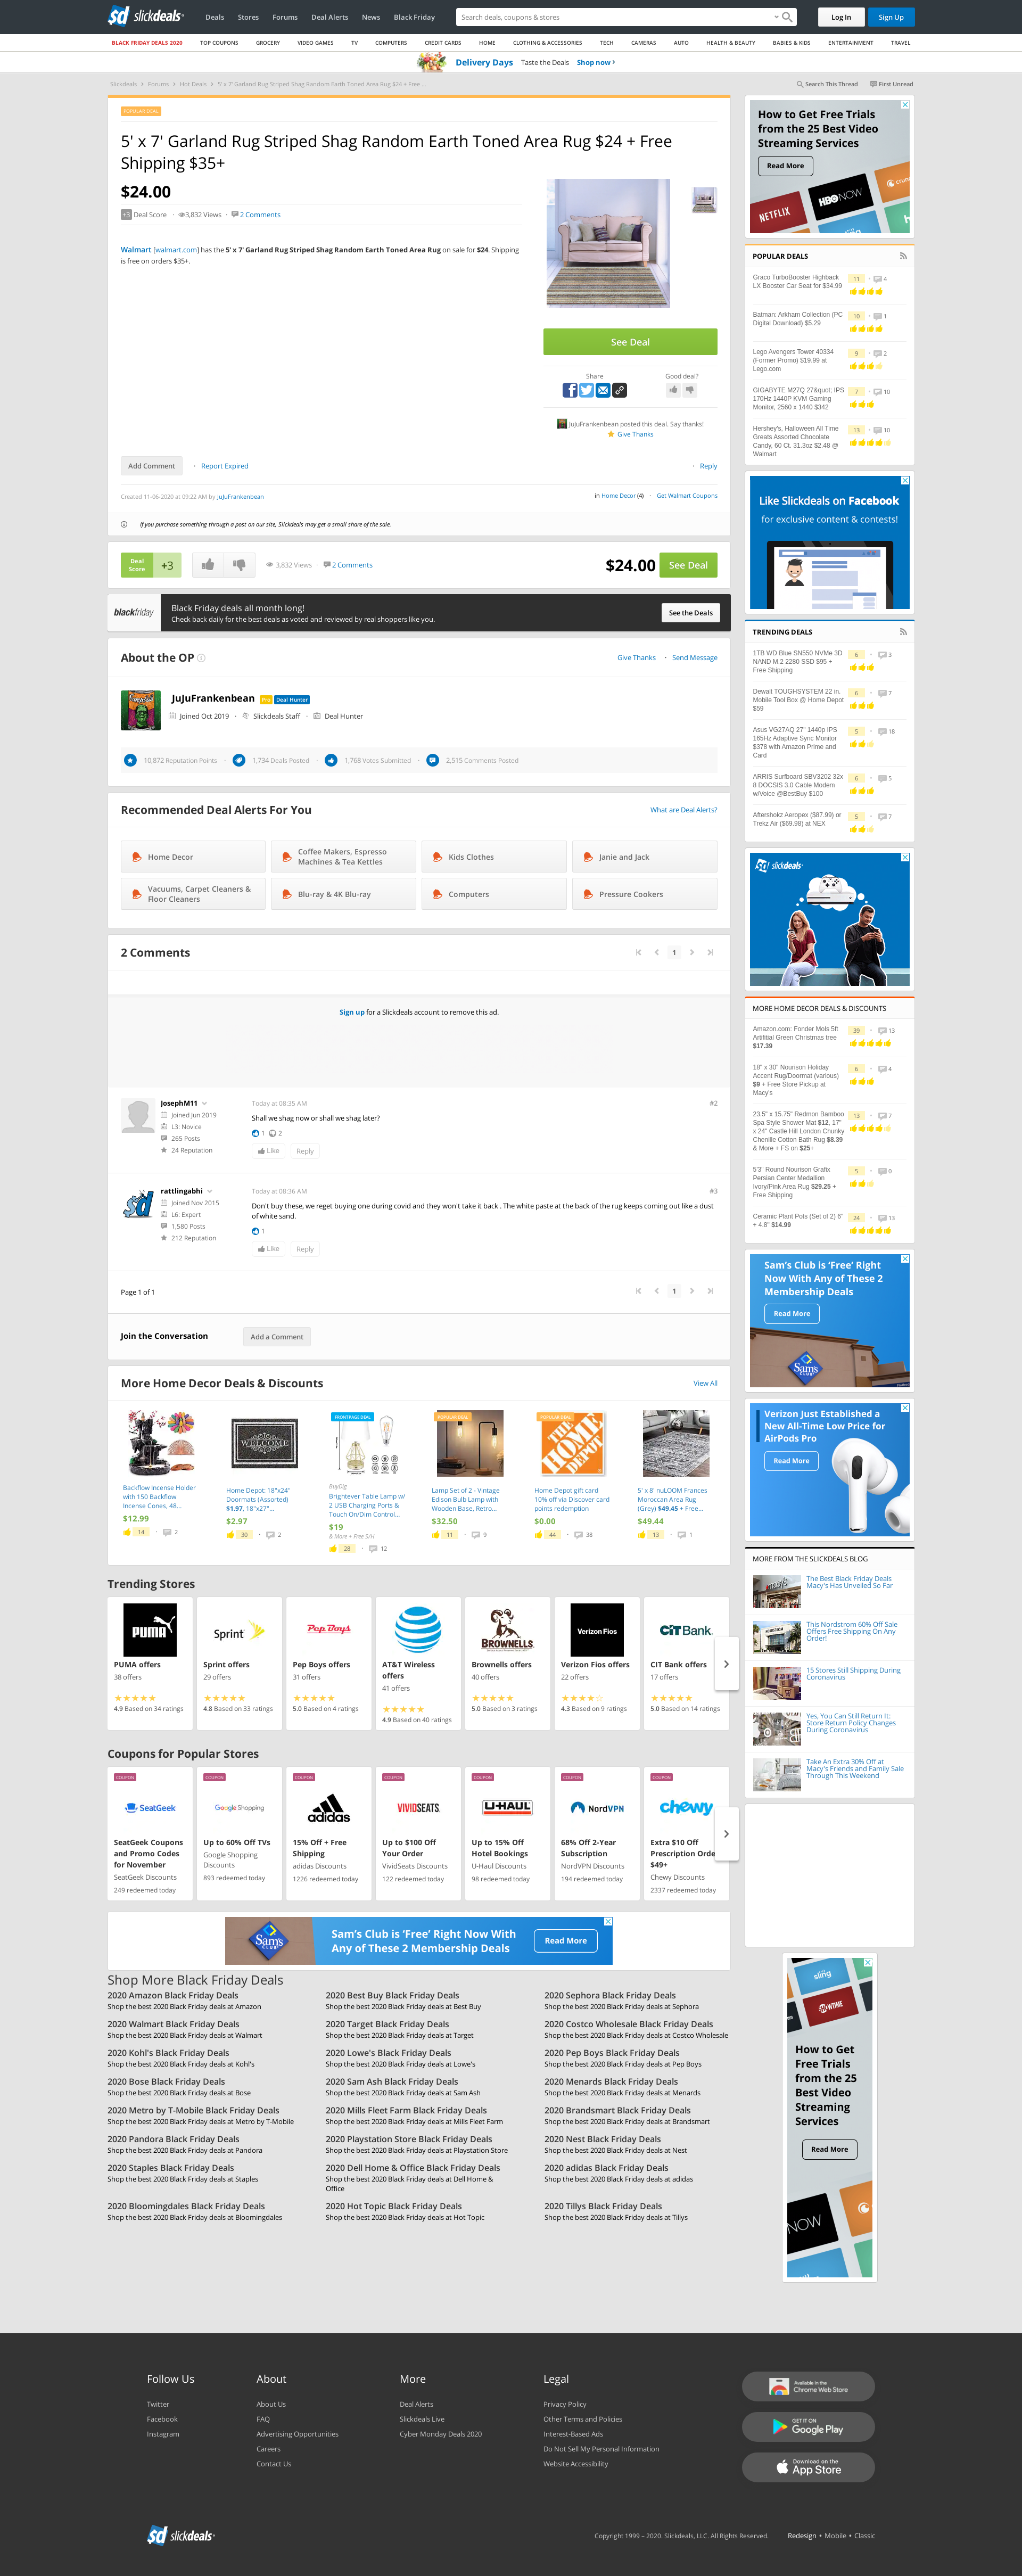 slickdeals
Deals
Stores
Forums
Deal Alerts
News
Black Friday
Search deals, coupons & stores
Log In
Sign Up
BLACK FRIDAY DEALS 2020
TOP COUPONS
GROCERY
VIDEO GAMES
TV
COMPUTERS
CREDIT CARDS
HOME
CLOTHING & ACCESSORIES
TECH
CAMERAS
AUTO
HEALTH & BEAUTY
BABIES & KIDS
ENTERTAINMENT
TRAVEL
Delivery Days Taste the Deals Shop now ›
Slickdeals › Forums › Hot Deals › 5' x 7' Garland Rug Striped Shag Random Earth Toned Area Rug $24 + Free ...
Search This Thread
First Unread
POPULAR DEAL
5' x 7' Garland Rug Striped Shag Random Earth Toned Area Rug $24 + Free
Shipping $35+
$24.00
+3 Deal Score · 3,832 Views · 2 Comments
Walmart [walmart.com] has the 5' x 7' Garland Rug Striped Shag Random Earth Toned Area Rug on sale for $24. Shipping
is free on orders $35+.
See Deal
Share
Good deal?
JuJuFrankenbean posted this deal. Say thanks!
Give Thanks
Add Comment · Report Expired
· Reply
Created 11-06-2020 at 09:22 AM by JuJuFrankenbean
in Home Decor (4) · Get Walmart Coupons
If you purchase something through a post on our site, Slickdeals may get a small share of the sale.
Deal
Score
+3
3,832 Views · 2 Comments
$24.00
See Deal
blackfriday
Black Friday deals all month long!
Check back daily for the best deals as voted and reviewed by real shoppers like you.
See the Deals
About the OP
Give Thanks · Send Message
JuJuFrankenbean Pro Deal Hunter
Joined Oct 2019 · Slickdeals Staff · Deal Hunter
10,872 Reputation Points · 1,734 Deals Posted · 1,768 Votes Submitted · 2,515 Comments Posted
Recommended Deal Alerts For You
What are Deal Alerts?
Home Decor
Coffee Makers, Espresso
Machines & Tea Kettles
Kids Clothes
Janie and Jack
Vacuums, Carpet Cleaners &
Floor Cleaners
Blu-ray & 4K Blu-ray
Computers
Pressure Cookers
2 Comments
1
Sign up for a Slickdeals account to remove this ad.
JosephM11
Joined Jun 2019
L3: Novice
265 Posts
24 Reputation
Today at 08:35 AM
#2
Shall we shag now or shall we shag later?
1 2
Like
Reply
rattlingabhi
Joined Nov 2015
L6: Expert
1,580 Posts
212 Reputation
Today at 08:36 AM
#3
Don't buy these, we reget buying one during covid and they won't take it back . The white paste at the back of the rug keeps coming out like a dust
of white sand.
1
Like
Reply
Page 1 of 1
1
Join the Conversation
Add a Comment
More Home Decor Deals & Discounts
View All
Backflow Incense Holder
with 150 Backflow
Incense Cones, 48...
$12.99
14 · 2
WELCOME
Home Depot: 18"x24"
Doormats (Assorted)
$1.97, 18"x27"...
$2.97
30 · 2
FRONTPAGE DEAL
BuyDig
Brightever Table Lamp w/
2 USB Charging Ports &
Touch On/Dim Control...
$19
& More + Free S/H
28 · 12
POPULAR DEAL
Lamp Set of 2 - Vintage
Edison Bulb Lamp with
Wooden Base, Retro...
$32.50
11 · 9
POPULAR DEAL
THE HOME DEPOT
Home Depot gift card
10% off via Discover card
points redemption
$0.00
44 · 38
5' x 8' nuLOOM Frances
Moroccan Area Rug
(Grey) $49.45 + Free...
$49.44
13 · 1
Trending Stores
PUMA
PUMA offers
38 offers
4.9 Based on 34 ratings
Sprint
Sprint offers
29 offers
4.8 Based on 33 ratings
Pep Boys
Pep Boys offers
31 offers
5.0 Based on 4 ratings
AT&T Wireless
offers
41 offers
4.9 Based on 40 ratings
BROWNELLS
Brownells offers
40 offers
5.0 Based on 3 ratings
Verizon Fios
Verizon Fios offers
22 offers
4.3 Based on 9 ratings
CIT Bank
CIT Bank offers
17 offers
5.0 Based on 14 ratings
Coupons for Popular Stores
COUPON
SeatGeek
SeatGeek Coupons
and Promo Codes
for November
SeatGeek Discounts
249 redeemed today
COUPON
Google Shopping
Up to 60% Off TVs
Google Shopping
Discounts
893 redeemed today
COUPON
adidas
15% Off + Free
Shipping
adidas Discounts
1226 redeemed today
COUPON
VIVIDSEATS
Up to $100 Off
Your Order
VividSeats Discounts
122 redeemed today
COUPON
U-HAUL
Up to 15% Off
Hotel Bookings
U-Haul Discounts
98 redeemed today
COUPON
NordVPN
68% Off 2-Year
Subscription
NordVPN Discounts
194 redeemed today
COUPON
chewy
Extra $10 Off
Prescription Orde
$49+
Chewy Discounts
2337 redeemed today
Sam's CLUB
Sam's Club is 'Free' Right Now With
Any of These 2 Membership Deals
Read More
Shop More Black Friday Deals
2020 Amazon Black Friday Deals
Shop the best 2020 Black Friday deals at Amazon
2020 Best Buy Black Friday Deals
Shop the best 2020 Black Friday deals at Best Buy
2020 Sephora Black Friday Deals
Shop the best 2020 Black Friday deals at Sephora
2020 Walmart Black Friday Deals
Shop the best 2020 Black Friday deals at Walmart
2020 Target Black Friday Deals
Shop the best 2020 Black Friday deals at Target
2020 Costco Wholesale Black Friday Deals
Shop the best 2020 Black Friday deals at Costco Wholesale
2020 Kohl's Black Friday Deals
Shop the best 2020 Black Friday deals at Kohl's
2020 Lowe's Black Friday Deals
Shop the best 2020 Black Friday deals at Lowe's
2020 Pep Boys Black Friday Deals
Shop the best 2020 Black Friday deals at Pep Boys
2020 Bose Black Friday Deals
Shop the best 2020 Black Friday deals at Bose
2020 Sam Ash Black Friday Deals
Shop the best 2020 Black Friday deals at Sam Ash
2020 Menards Black Friday Deals
Shop the best 2020 Black Friday deals at Menards
2020 Metro by T-Mobile Black Friday Deals
Shop the best 2020 Black Friday deals at Metro by T-Mobile
2020 Mills Fleet Farm Black Friday Deals
Shop the best 2020 Black Friday deals at Mills Fleet Farm
2020 Brandsmart Black Friday Deals
Shop the best 2020 Black Friday deals at Brandsmart
2020 Pandora Black Friday Deals
Shop the best 2020 Black Friday deals at Pandora
2020 Playstation Store Black Friday Deals
Shop the best 2020 Black Friday deals at Playstation Store
2020 Nest Black Friday Deals
Shop the best 2020 Black Friday deals at Nest
2020 Staples Black Friday Deals
Shop the best 2020 Black Friday deals at Staples
2020 Dell Home & Office Black Friday Deals
Shop the best 2020 Black Friday deals at Dell Home &
Office
2020 adidas Black Friday Deals
Shop the best 2020 Black Friday deals at adidas
2020 Bloomingdales Black Friday Deals
Shop the best 2020 Black Friday deals at Bloomingdales
2020 Hot Topic Black Friday Deals
Shop the best 2020 Black Friday deals at Hot Topic
2020 Tillys Black Friday Deals
Shop the best 2020 Black Friday deals at Tillys
How to Get Free Trials
from the 25 Best Video
Streaming Services
Read More
NETFLIX
HBO NOW
crunc
POPULAR DEALS
Graco TurboBooster Highback
LX Booster Car Seat for $34.99
11 · 4
Batman: Arkham Collection (PC
Digital Download) $5.29
10 · 1
Lego Avengers Tower 40334
(Former Promo) $19.99 at
Lego.com
9 · 2
GIGABYTE M27Q 27&quot; IPS
170Hz 1440P KVM Gaming
Monitor, 2560 x 1440 $342
7 · 10
Hershey's, Halloween All Time
Greats Assorted Chocolate
Candy, 60 Ct. 31.3oz $2.48 @
Walmart
13 · 10
Like Slickdeals on Facebook
for exclusive content & contests!
TRENDING DEALS
1TB WD Blue SN550 NVMe 3D
NAND M.2 2280 SSD $95 +
Free Shipping
6 · 3
Dewalt TOUGHSYSTEM 22 in.
Mobile Tool Box @ Home Depot
$59
6 · 7
Asus VG27AQ 27" 1440p IPS
165Hz Adaptive Sync Monitor
$378 with Amazon Prime and
Card
5 · 18
ARRIS Surfboard SBV3202 32x
8 DOCSIS 3.0 Cable Modem
w/Voice @BestBuy $100
6 · 5
Aftershokz Aeropex ($87.99) or
Trekz Air ($69.98) at NEX
5 · 7
slickdeals
MORE HOME DECOR DEALS & DISCOUNTS
Amazon.com: Fonder Mols 5ft
Artifitial Green Christmas tree
$17.39
39 · 13
18" x 30" Nourison Holiday
Accent Rug/Doormat (various)
$9 + Free Store Pickup at
Macy's
6 · 4
23.5" x 15.75" Redmon Bamboo
Spa Style Shower Mat $12, 17"
x 24" Castle Hill London Chunky
Chenille Cotton Bath Rug $8.39
& More + FS on $25+
13 · 7
5'3" Round Nourison Grafix
Persian Center Medallion
Ivory/Pink Area Rug $29.25 +
Free Shipping
5 · 0
Ceramic Plant Pots (Set of 2) 6"
+ 4.8" $14.99
24 · 13
Sam's Club is 'Free' Right
Now With Any of These 2
Membership Deals
Read More
Sam's
Verizon Just Established a
New All-Time Low Price for
AirPods Pro
Read More
MORE FROM THE SLICKDEALS BLOG
The Best Black Friday Deals
Macy's Has Unveiled So Far
This Nordstrom 60% Off Sale
Offers Free Shipping On Any
Order!
15 Stores Still Shipping During
Coronavirus
Yes, You Can Still Return It:
Store Return Policy Changes
During Coronavirus
Take An Extra 30% Off at
Macy's Friends and Family Sale
Through This Weekend
sling
SHOWTIME
How to Get
Free Trials
from the 25
Best Video
Streaming
Services
Read More
NOW
Follow Us
Twitter
Facebook
Instagram
About
About Us
FAQ
Advertising Opportunities
Careers
Contact Us
More
Deal Alerts
Slickdeals Live
Cyber Monday Deals 2020
Legal
Privacy Policy
Other Terms and Policies
Interest-Based Ads
Do Not Sell My Personal Information
Website Accessibility
Available in the
Chrome Web Store
GET IT ON
Google Play
Download on the
App Store
slickdeals
Copyright 1999 – 2020. Slickdeals, LLC. All Rights Reserved.
Redesign • Mobile • Classic